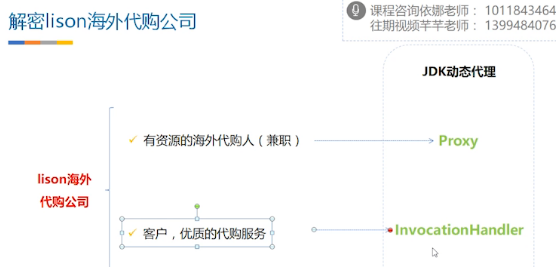 解密lison海外代购公司
课程咨询依娜老师： 1011843464
往期视频芊芊老师： 1399484076
JDK动态代理
有资源的海外代购人（兼职）
Proxy
lison海外
代购公司
客户，优质的代购服务
InvocationHandler